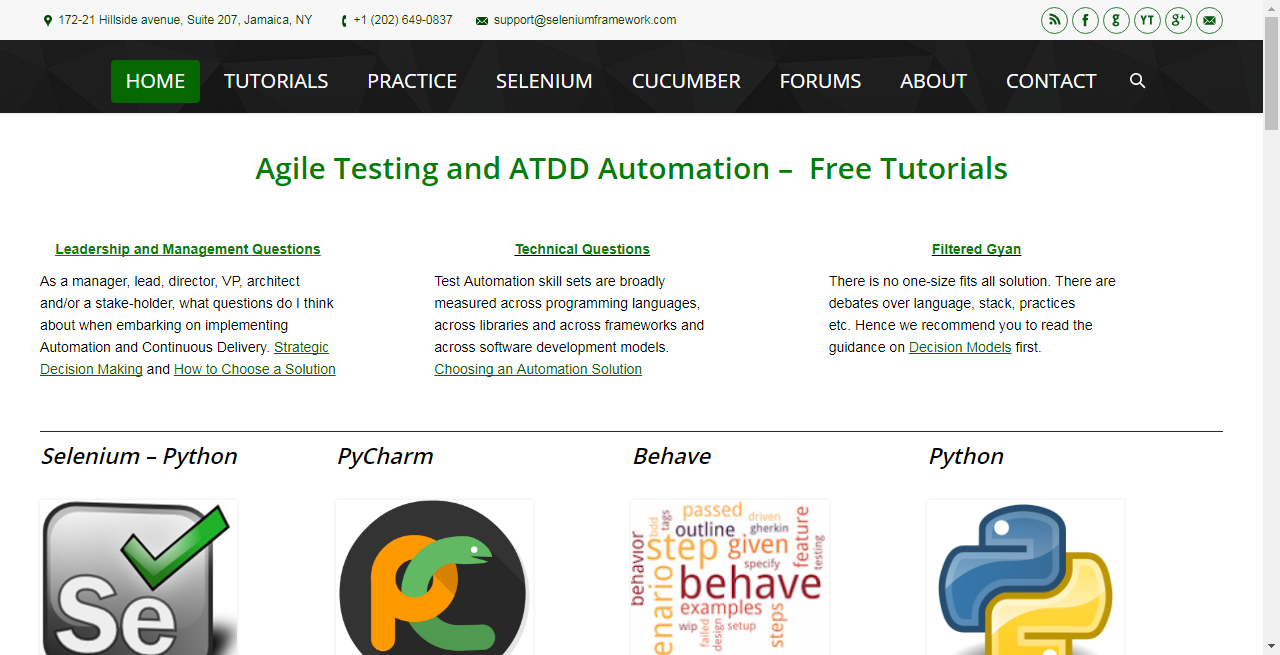 172-21 Hillside avenue, Suite 207, Jamaica, NY
+1 (202) 649-0837
support@seleniumframework.com
YT
g+
HOME
TUTORIALS
PRACTICE
SELENIUM
CUCUMBER
FORUMS
ABOUT
CONTACT
Agile Testing and ATDD Automation – Free Tutorials
Leadership and Management Questions
As a manager, lead, director, VP, architect
and/or a stake-holder, what questions do I think
about when embarking on implementing
Automation and Continuous Delivery. Strategic
Decision Making and How to Choose a Solution
Technical Questions
Test Automation skill sets are broadly
measured across programming languages,
across libraries and across frameworks and
across software development models.
Choosing an Automation Solution
Filtered Gyan
There is no one-size fits all solution. There are
debates over language, stack, practices
etc. Hence we recommend you to read the
guidance on Decision Models first.
Selenium – Python
PyCharm
Behave
Python
Se
PC
passed
driven
bdd
tags
outline
gherkin
feature
behavior
step
given
testing
specify
behave
enario
examples
steps
wip
failed
design
setup